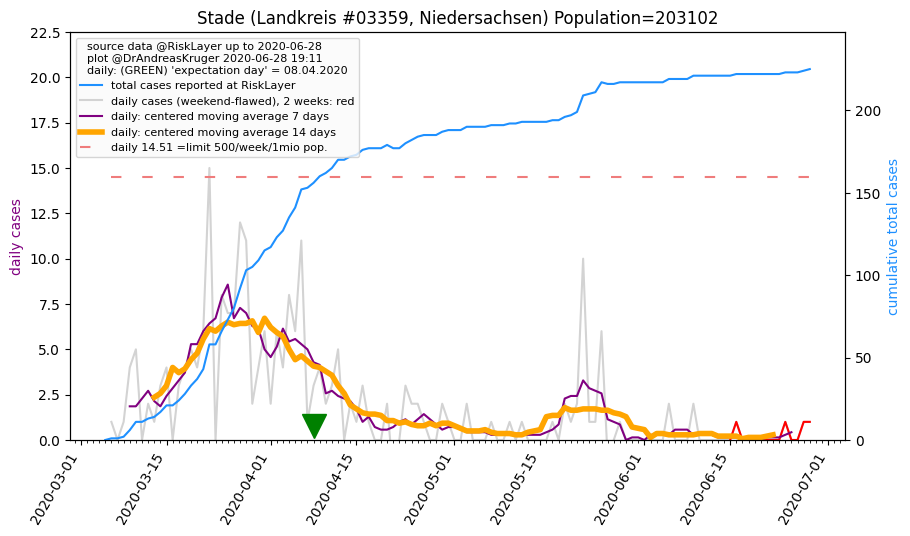 Stade (Landkreis #03359, Niedersachsen) Population=203102
source data @RiskLayer up to 2020-06-28
plot @DrAndreasKruger 2020-06-28 19:11
daily: (GREEN) 'expectation day' = 08.04.2020
total cases reported at RiskLayer
daily cases (weekend-flawed), 2 weeks: red
daily: centered moving average 7 days
daily: centered moving average 14 days
daily 14.51 =limit 500/week/1mio pop.
daily cases
22.5
20.0
17.5
15.0
12.5
10.0
7.5
5.0
2.5
0.0
cumulative total cases
200
150
100
50
0
2020-03-01
2020-03-15
2020-04-01
2020-04-15
2020-05-01
2020-05-15
2020-06-01
2020-06-15
2020-07-01